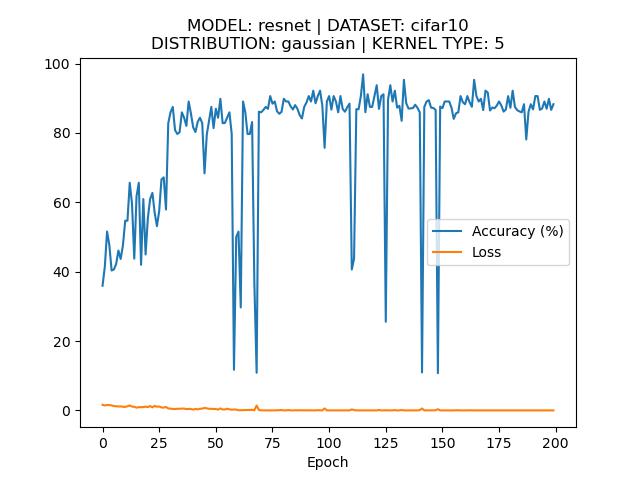 MODEL: resnet | DATASET: cifar10
DISTRIBUTION: gaussian | KERNEL TYPE: 5
100
80
60
40
20
0
Accuracy (%)
Loss
0 25 50 75 100 125 150 175 200
Epoch